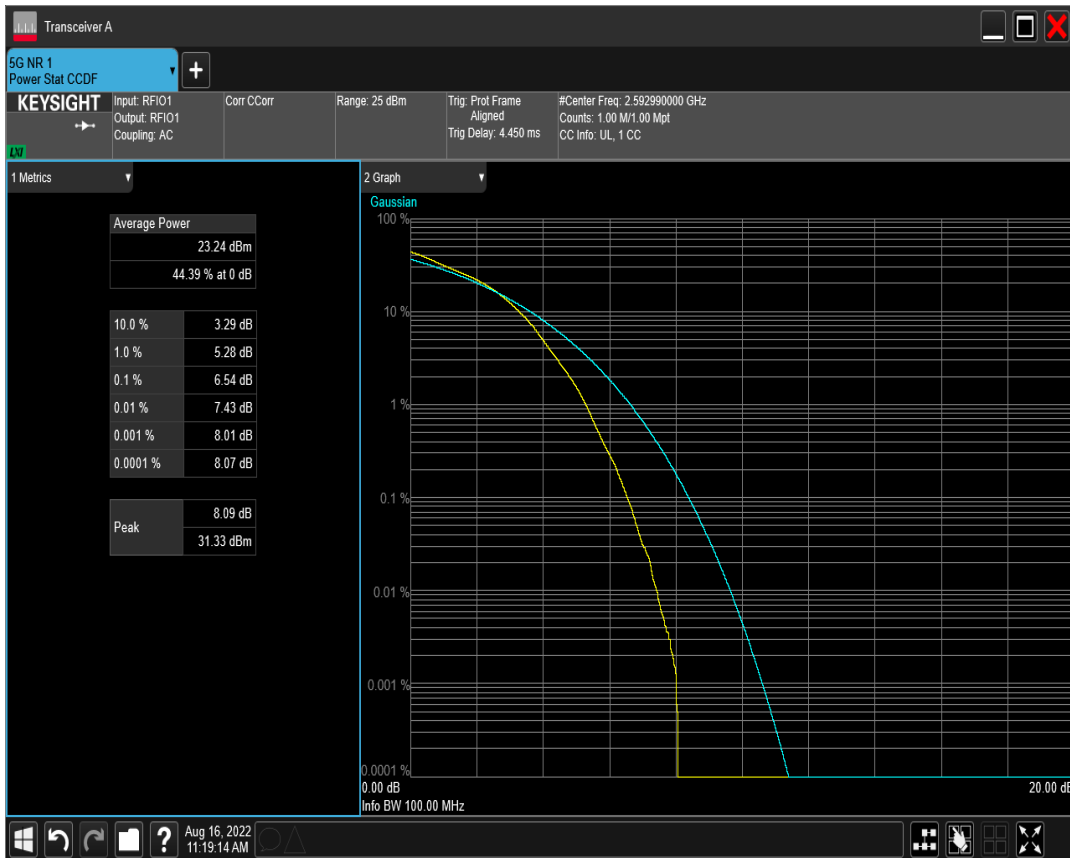 Transceiver A
5G NR 1
Power Stat CCDF
+
KEYSIGHT
LXI
Input: RFIO1
Output: RFIO1
Coupling: AC
Corr CCorr
Range: 25 dBm
Trig: Prot Frame
Aligned
Trig Delay: 4.450 ms
#Center Freq: 2.592990000 GHz
Counts: 1.00 M/1.00 Mpt
CC Info: UL, 1 CC
1 Metrics
Average Power
23.24 dBm
44.39 % at 0 dB
10.0 % 3.29 dB
1.0 % 5.28 dB
0.1 % 6.54 dB
0.01 % 7.43 dB
0.001 % 8.01 dB
0.0001 % 8.07 dB
Peak
8.09 dB
31.33 dBm
2 Graph
Gaussian
100 %
10 %
1 %
0.1 %
0.01 %
0.001 %
0.0001 %
0.00 dB
20.00 dB
Info BW 100.00 MHz
?
Aug 16, 2022
11:19:14 AM